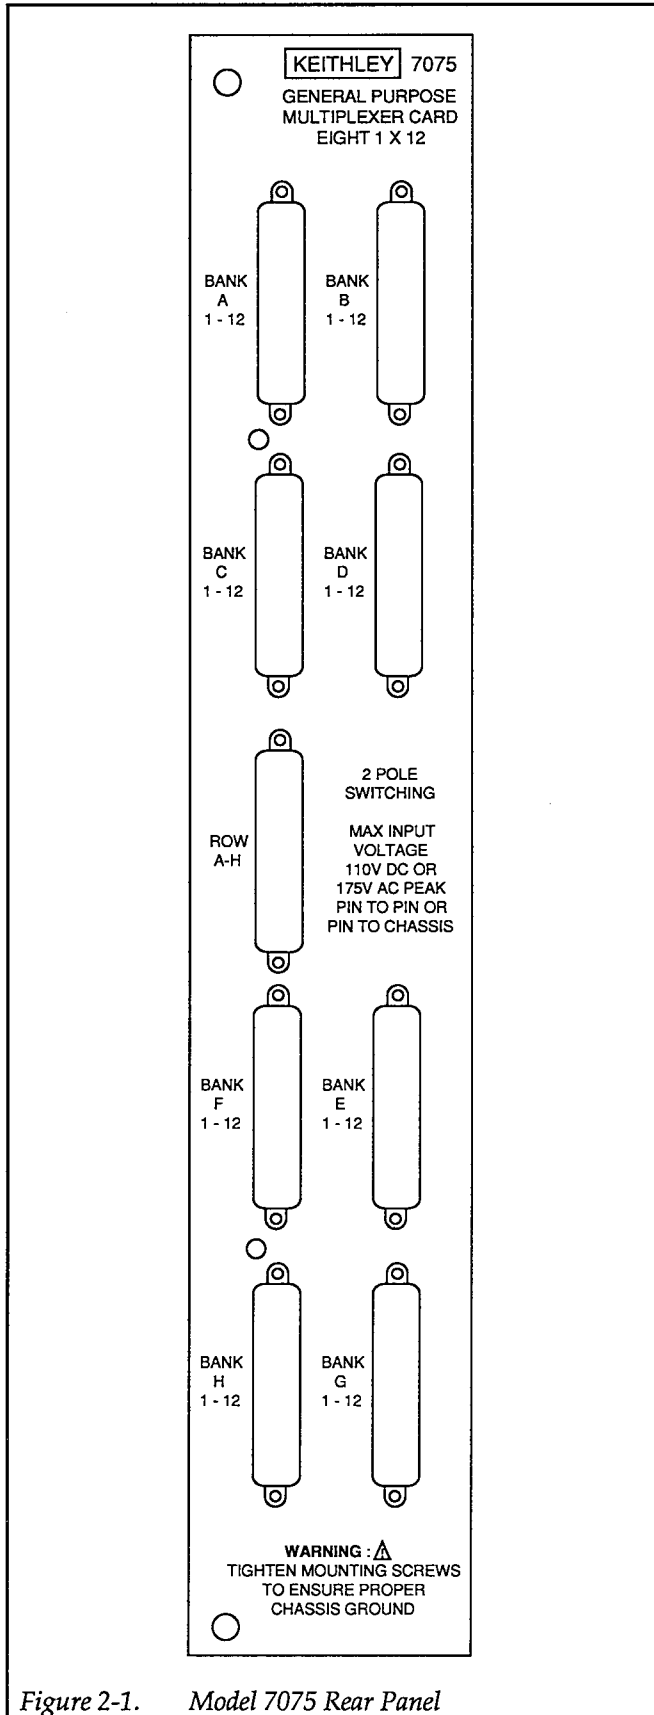 KEITHLEY 7075
GENERAL PURPOSE
MULTIPLEXER CARD
EIGHT 1 X 12
BANK
A
1 - 12
BANK
B
1 - 12
BANK
C
1 - 12
BANK
D
1 - 12
ROW
A-H
2 POLE
SWITCHING
MAX INPUT
VOLTAGE
110V DC OR
175V AC PEAK
PIN TO PIN OR
PIN TO CHASSIS
BANK
F
1 - 12
BANK
E
1 - 12
BANK
H
1 - 12
BANK
G
1 - 12
WARNING :
TIGHTEN MOUNTING SCREWS
TO ENSURE PROPER
CHASSIS GROUND
Figure 2-1. Model 7075 Rear Panel